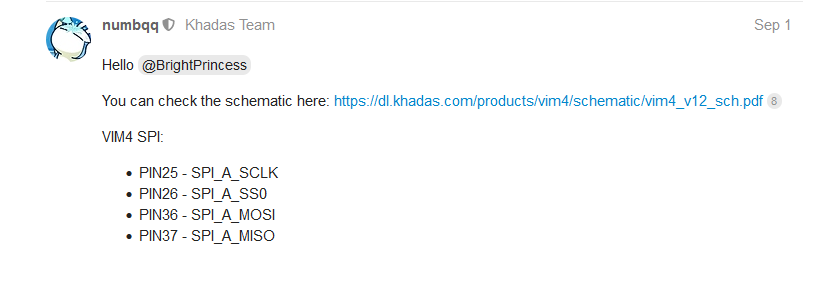 numbqq Khadas Team Sep 1
Hello @BrightPrincess
You can check the schematic here: https://dl.khadas.com/products/vim4/schematic/vim4_v12_sch.pdf 8
VIM4 SPI:
• PIN25 - SPI_A_SCLK
• PIN26 - SPI_A_SS0
• PIN36 - SPI_A_MOSI
• PIN37 - SPI_A_MISO